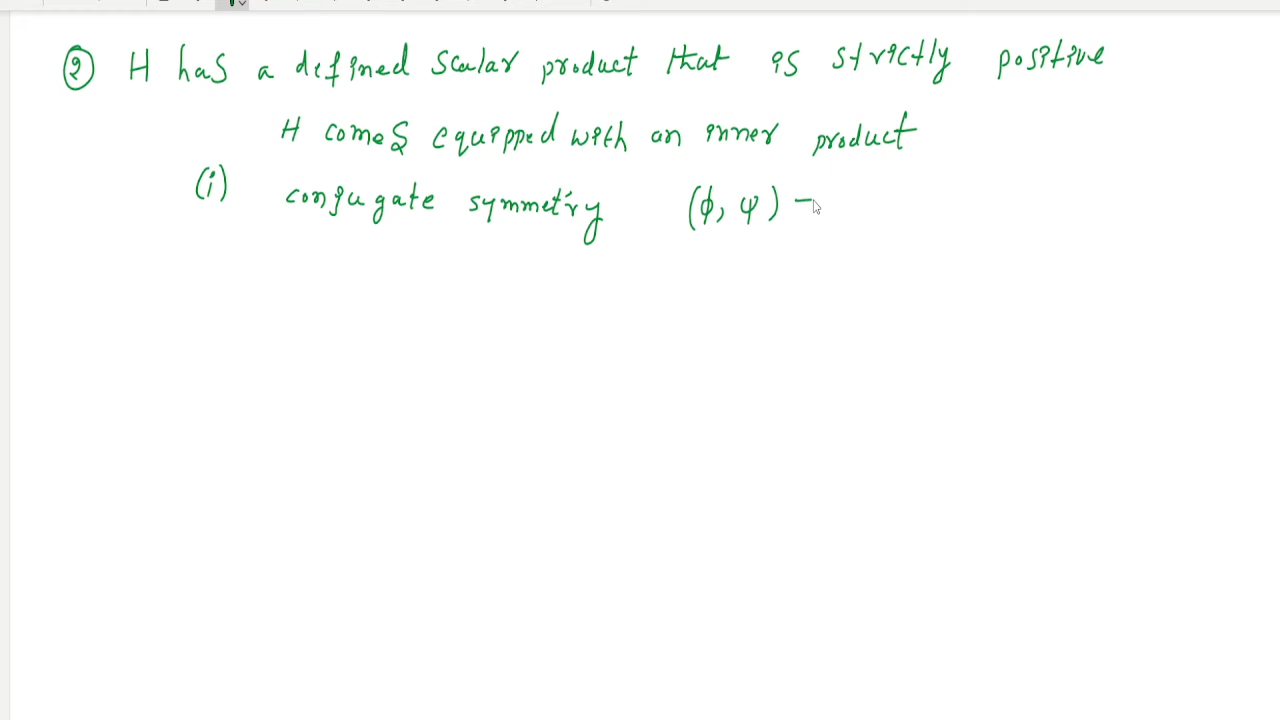 ② H has a defined scalar product that is strictly positive
H comes equipped with an inner product
(i) conjugate symmetry (ϕ, ψ) -